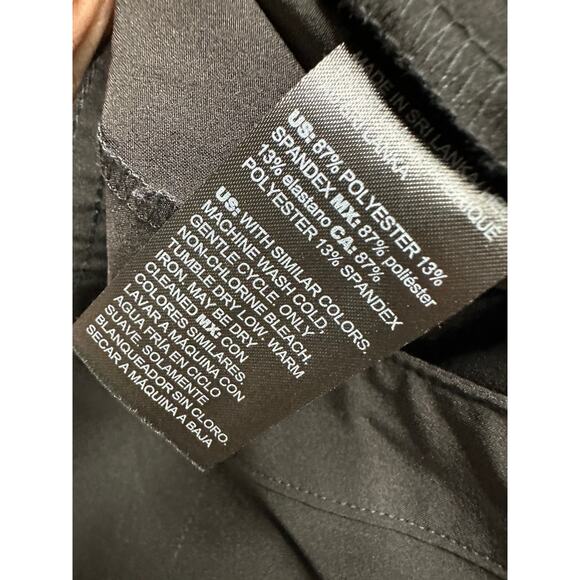 MADE IN SRI LANKA
SRI LANKA
US: 87% POLYESTER 13%
SPANDEX MX: 87% poliéster
13% elastano CA: 87%
POLYESTER 13% SPANDEX
US: WITH SIMILAR COLORS.
MACHINE WASH COLD
GENTLE CYCLE. ONLY
NON-CHLORINE BLEACH.
TUMBLE DRY LOW. WARM
IRON. MAY BE DRY
CLEANED MX: CON
COLORES SIMILARES,
LAVAR A MÁQUINA CON
AGUA FRÍA EN CICLO
SUAVE. SOLAMENTE
BLANQUEADOR SIN CLORO.
SECAR A MÁQUINA A BAJA